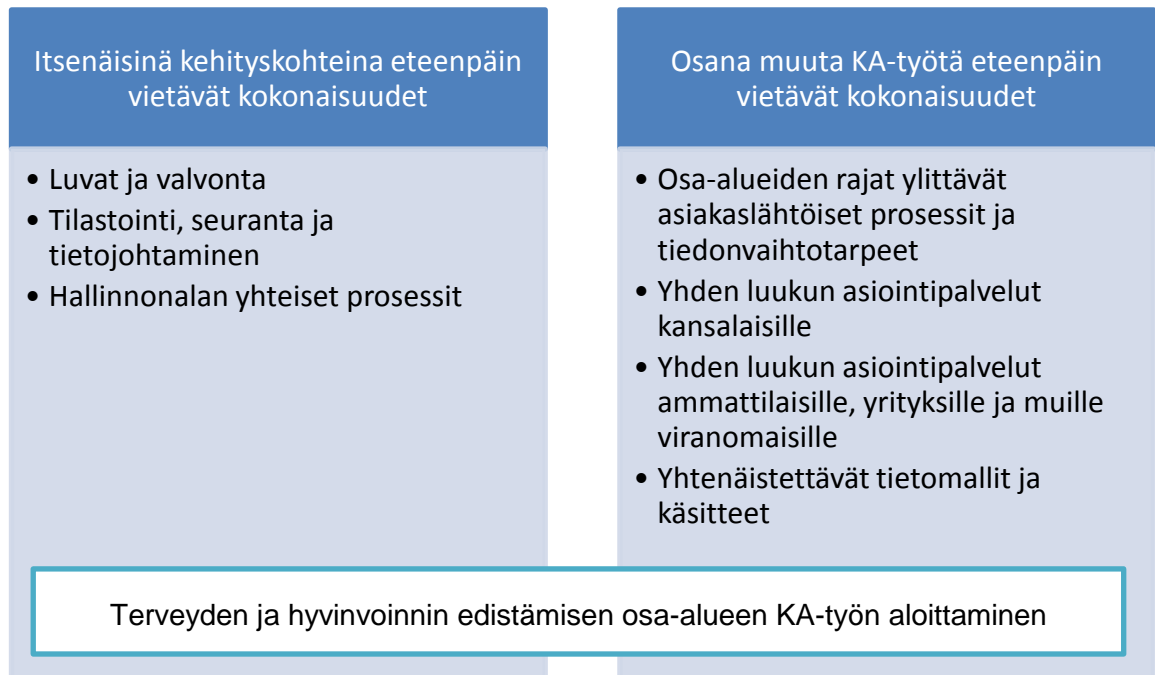 Itsenäisinä kehityskohteina eteenpäin
vietävät kokonaisuudet
• Luvat ja valvonta
• Tilastointi, seuranta ja
tietojohtaminen
• Hallinnonalan yhteiset prosessit
Osana muuta KA-työtä eteenpäin
vietävät kokonaisuudet
• Osa-alueiden rajat ylittävät
asiakaslähtöiset prosessit ja
tiedonvaihtotarpeet
• Yhden luukun asiointipalvelut
kansalaisille
• Yhden luukun asiointipalvelut
ammattilaisille, yrityksille ja muille
viranomaisille
• Yhtenäistettävät tietomallit ja
käsitteet
Terveyden ja hyvinvoinnin edistämisen osa-alueen KA-työn aloittaminen